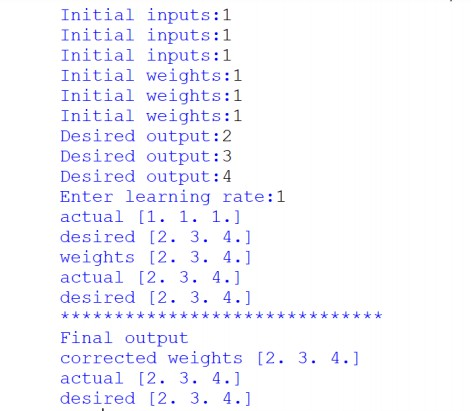 Initial inputs:1
Initial inputs:1
Initial inputs:1
Initial weights:1
Initial weights:1
Initial weights:1
Desired output:2
Desired output:3
Desired output:4
Enter learning rate:1
actual [1. 1. 1.]
desired [2. 3. 4.]
weights [2. 3. 4.]
actual [2. 3. 4.]
desired [2. 3. 4.]
******************************
Final output
corrected weights [2. 3. 4.]
actual [2. 3. 4.]
desired [2. 3. 4.]